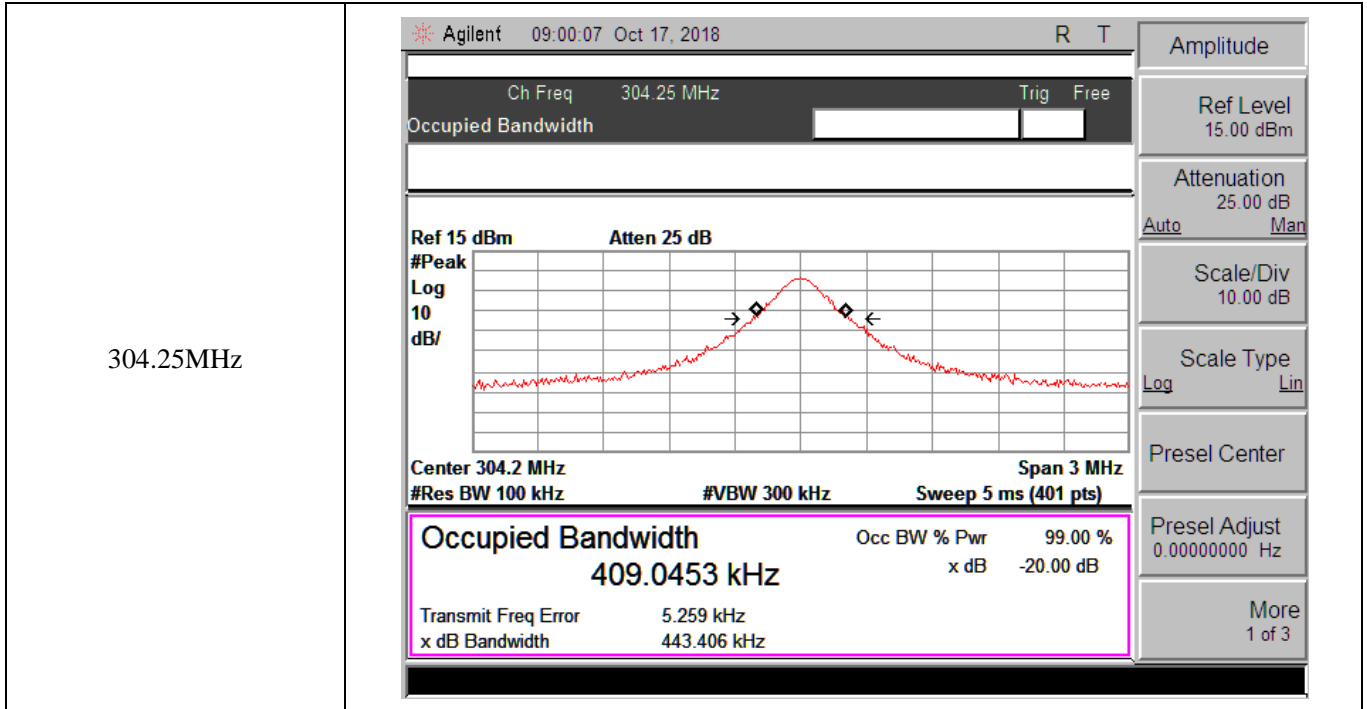 304.25MHz
Agilent 09:00:07 Oct 17, 2018 R T
Ch Freq 304.25 MHz Trig Free
Occupied Bandwidth
Ref 15 dBm Atten 25 dB
#Peak
Log
10
dB/
Center 304.2 MHz Span 3 MHz
#Res BW 100 kHz #VBW 300 kHz Sweep 5 ms (401 pts)
Occupied Bandwidth Occ BW % Pwr 99.00 %
409.0453 kHz x dB -20.00 dB
Transmit Freq Error 5.259 kHz
x dB Bandwidth 443.406 kHz
Amplitude
Ref Level
15.00 dBm
Attenuation
25.00 dB
Auto Man
Scale/Div
10.00 dB
Scale Type
Log Lin
Presel Center
Presel Adjust
0.00000000 Hz
More
1 of 3